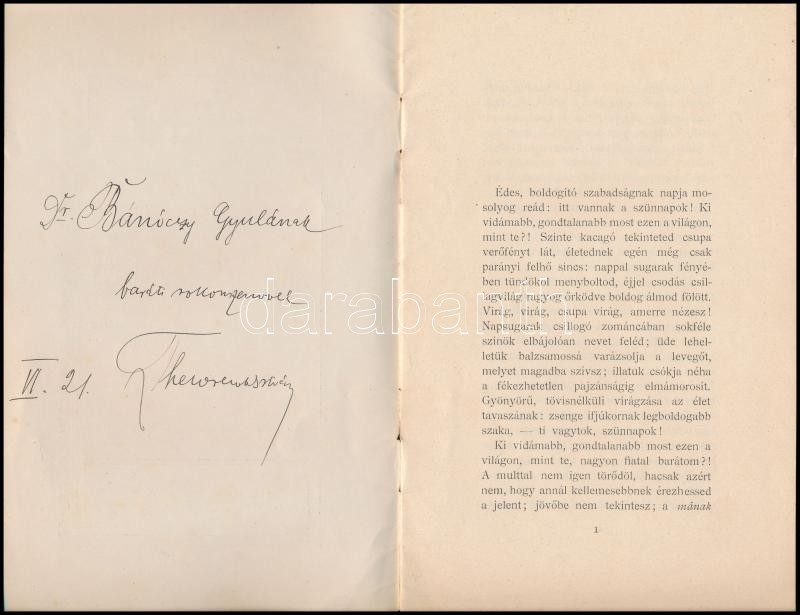 Dr. Bánóczy Gyulának
baráti rokonszenvvel
VI. 21.
darabanth
Édes, boldogító szabadságnak napja mo-
solyog reád: itt vannak a szünnapok! Ki
vidámabb, gondtalanabb most ezen a világon,
mint te?! Szinte kacagó tekinteted csupa
verőfényt lát, életednek egén még csak
parányi felhő sincs: nappal sugarak fényé-
ben tündököl menyboltod, éjjel csodás csil-
lagvilág ragyog őrködve boldog álmod fölött.
Virág, virág, csupa virág, amerre nézesz!
Napsugarak csillogó zománcában sokféle
szinök elbájolóan nevet feléd; üde lehel-
letük balzsamossá varázsolja a levegőt,
melyet magadba szívsz; illatuk csókja néha
a fékezhetetlen pajzánságig elmámorosít.
Gyönyörű, tövisnélküli virágzása az élet
tavaszának: zsenge ifjúkornak legboldogabb
szaka, — ti vagytok, szünnapok!
Ki vidámabb, gondtalanabb most ezen a
világon, mint te, nagyon fiatal barátom?!
A multtal nem igen törődöl, hacsak azért
nem, hogy annál kellemesebbnek érezhessed
a jelent; jövőbe nem tekintesz; a mának
1